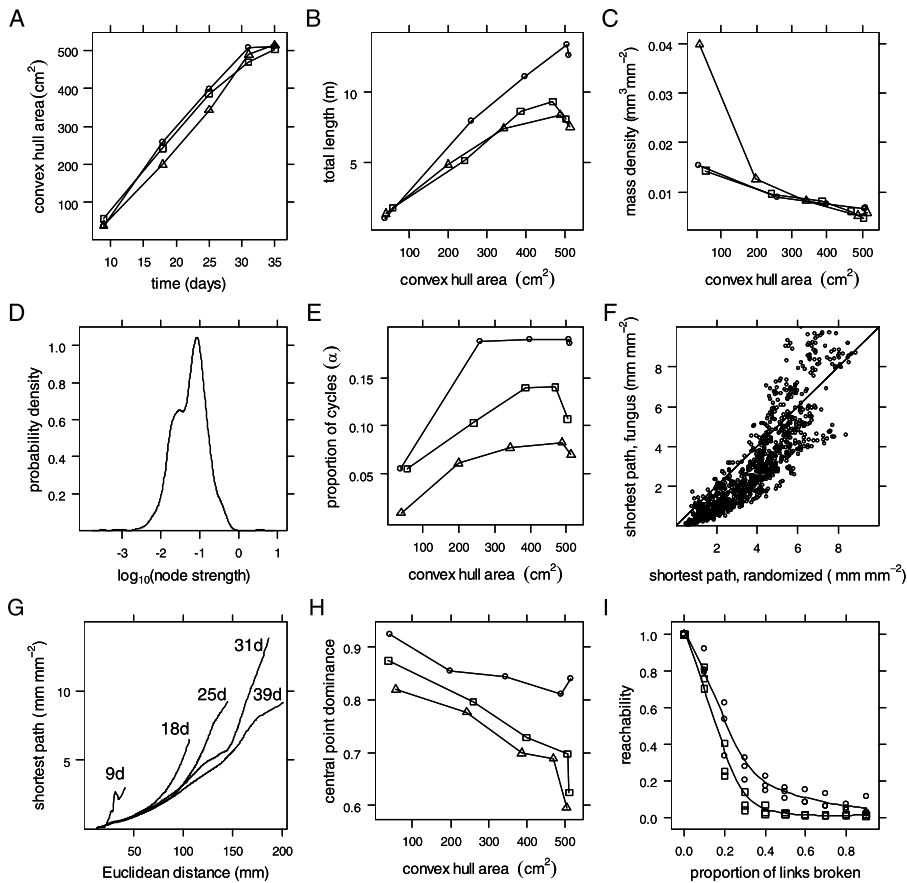 A
B
C
convex hull area(cm²)
500
400
300
200
100
10
15
20
25
30
35
time (days)
total length (m)
10
5
100
200
300
400
500
convex hull area (cm²)
mass density (mm³mm⁻²)
0.04
0.03
0.02
0.01
100
200
300
400
500
convex hull area (cm²)
D
E
F
probability density
1.0
0.8
0.6
0.4
0.2
-3
-2
-1
0
1
log₁₀(node strength)
proportion of cycles (α)
0.15
0.10
0.05
100
200
300
400
500
convex hull area (cm²)
shortest path, fungus (mm mm⁻²)
8
6
4
2
2
4
6
8
shortest path, randomized ( mm mm⁻²)
G
H
I
shortest path (mm mm⁻²)
10
5
9d
18d
25d
31d
39d
50
100
150
200
Euclidean distance (mm)
central point dominance
0.9
0.8
0.7
0.6
100
200
300
400
500
convex hull area (cm²)
reachability
1.0
0.8
0.6
0.4
0.2
0.0
0.0
0.2
0.4
0.6
0.8
proportion of links broken